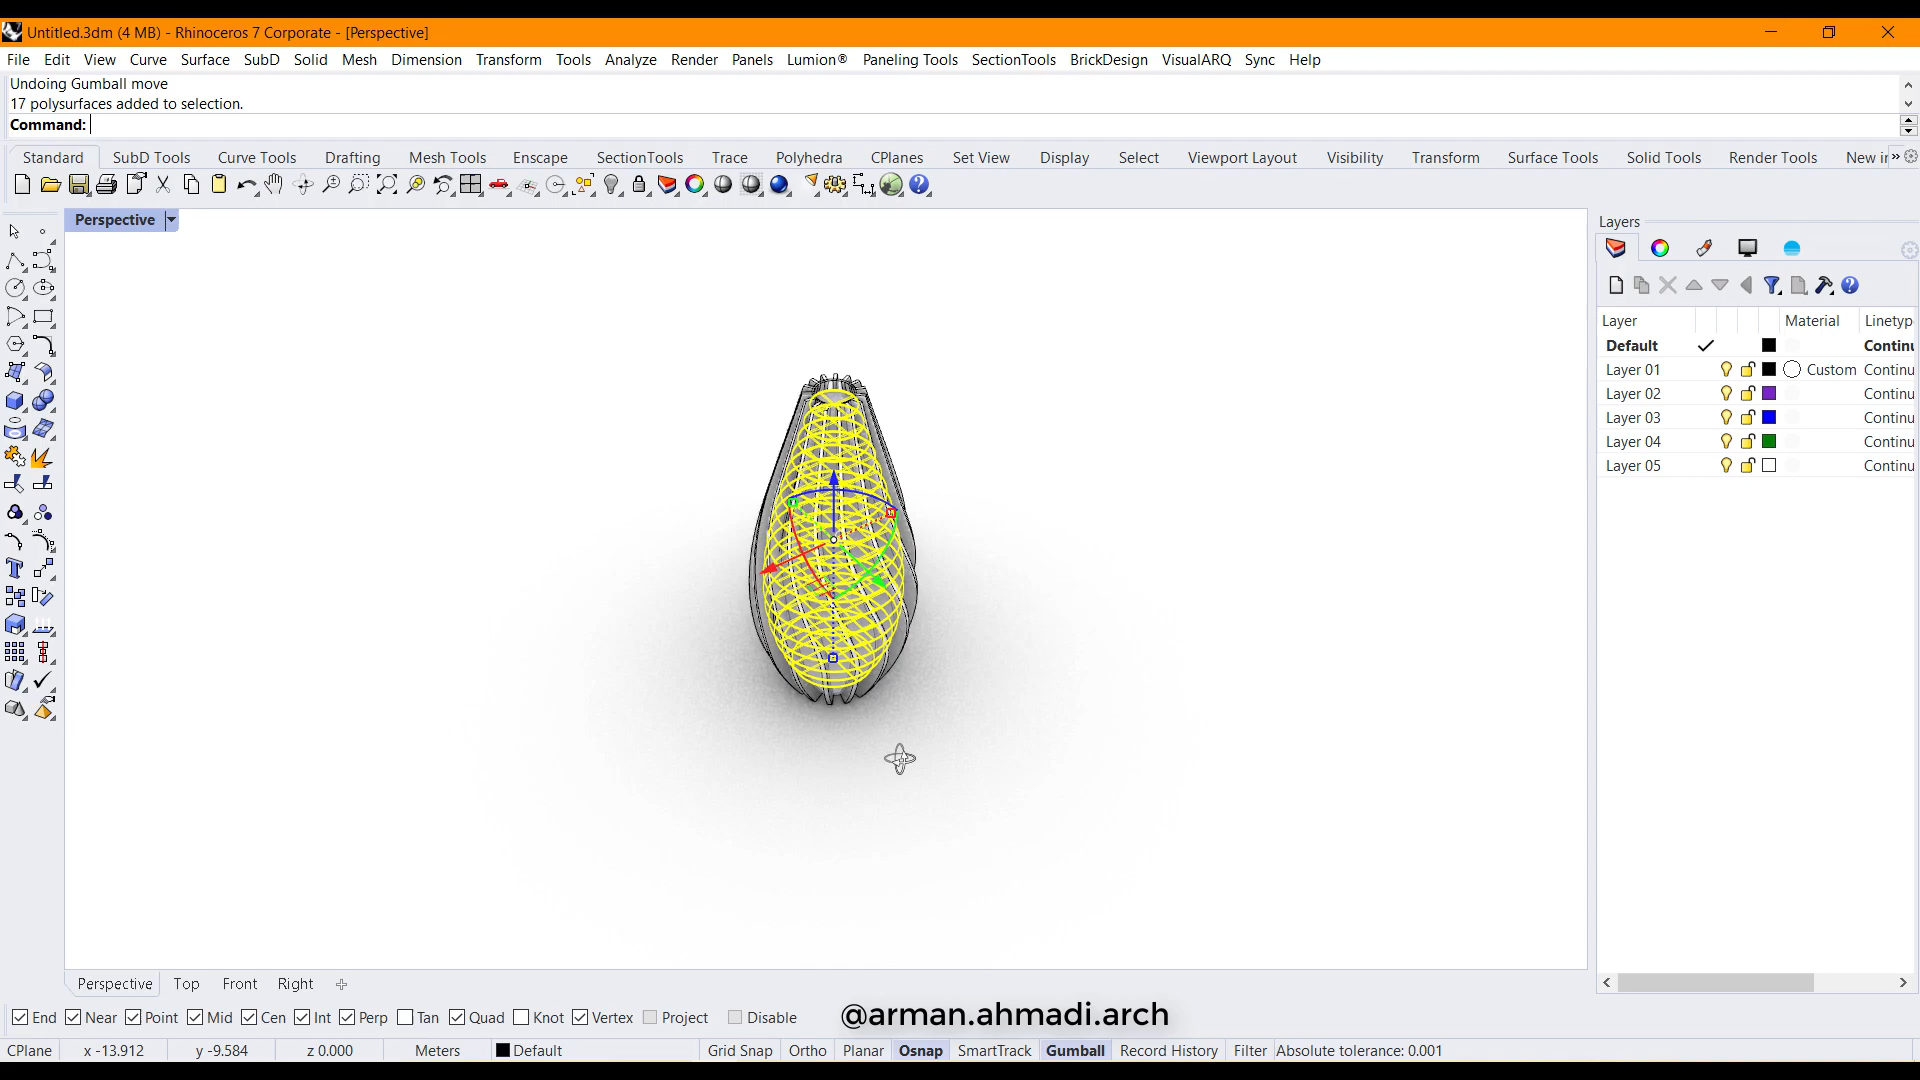 Untitled.3dm (4 MB) - Rhinoceros 7 Corporate - [Perspective]
File Edit View Curve Surface SubD Solid Mesh Dimension Transform Tools Analyze Render Panels Lumion® Paneling Tools SectionTools BrickDesign VisualARQ Sync Help
Undoing Gumball move
17 polysurfaces added to selection.
Command:
Standard SubD Tools Curve Tools Drafting Mesh Tools Enscape SectionTools Trace Polyhedra CPlanes Set View Display Select Viewport Layout Visibility Transform Surface Tools Solid Tools Render Tools New in »
Perspective
Layers
Layer Material Linetyp
Default Continu
Layer 01 Custom Continu
Layer 02 Continu
Layer 03 Continu
Layer 04 Continu
Layer 05 Continu
Perspective Top Front Right
End Near Point Mid Cen Int Perp Tan Quad Knot Vertex Project Disable
@arman.ahmadi.arch
CPlane x -13.912 y -9.584 z 0.000 Meters Default Grid Snap Ortho Planar Osnap SmartTrack Gumball Record History Filter Absolute tolerance: 0.001